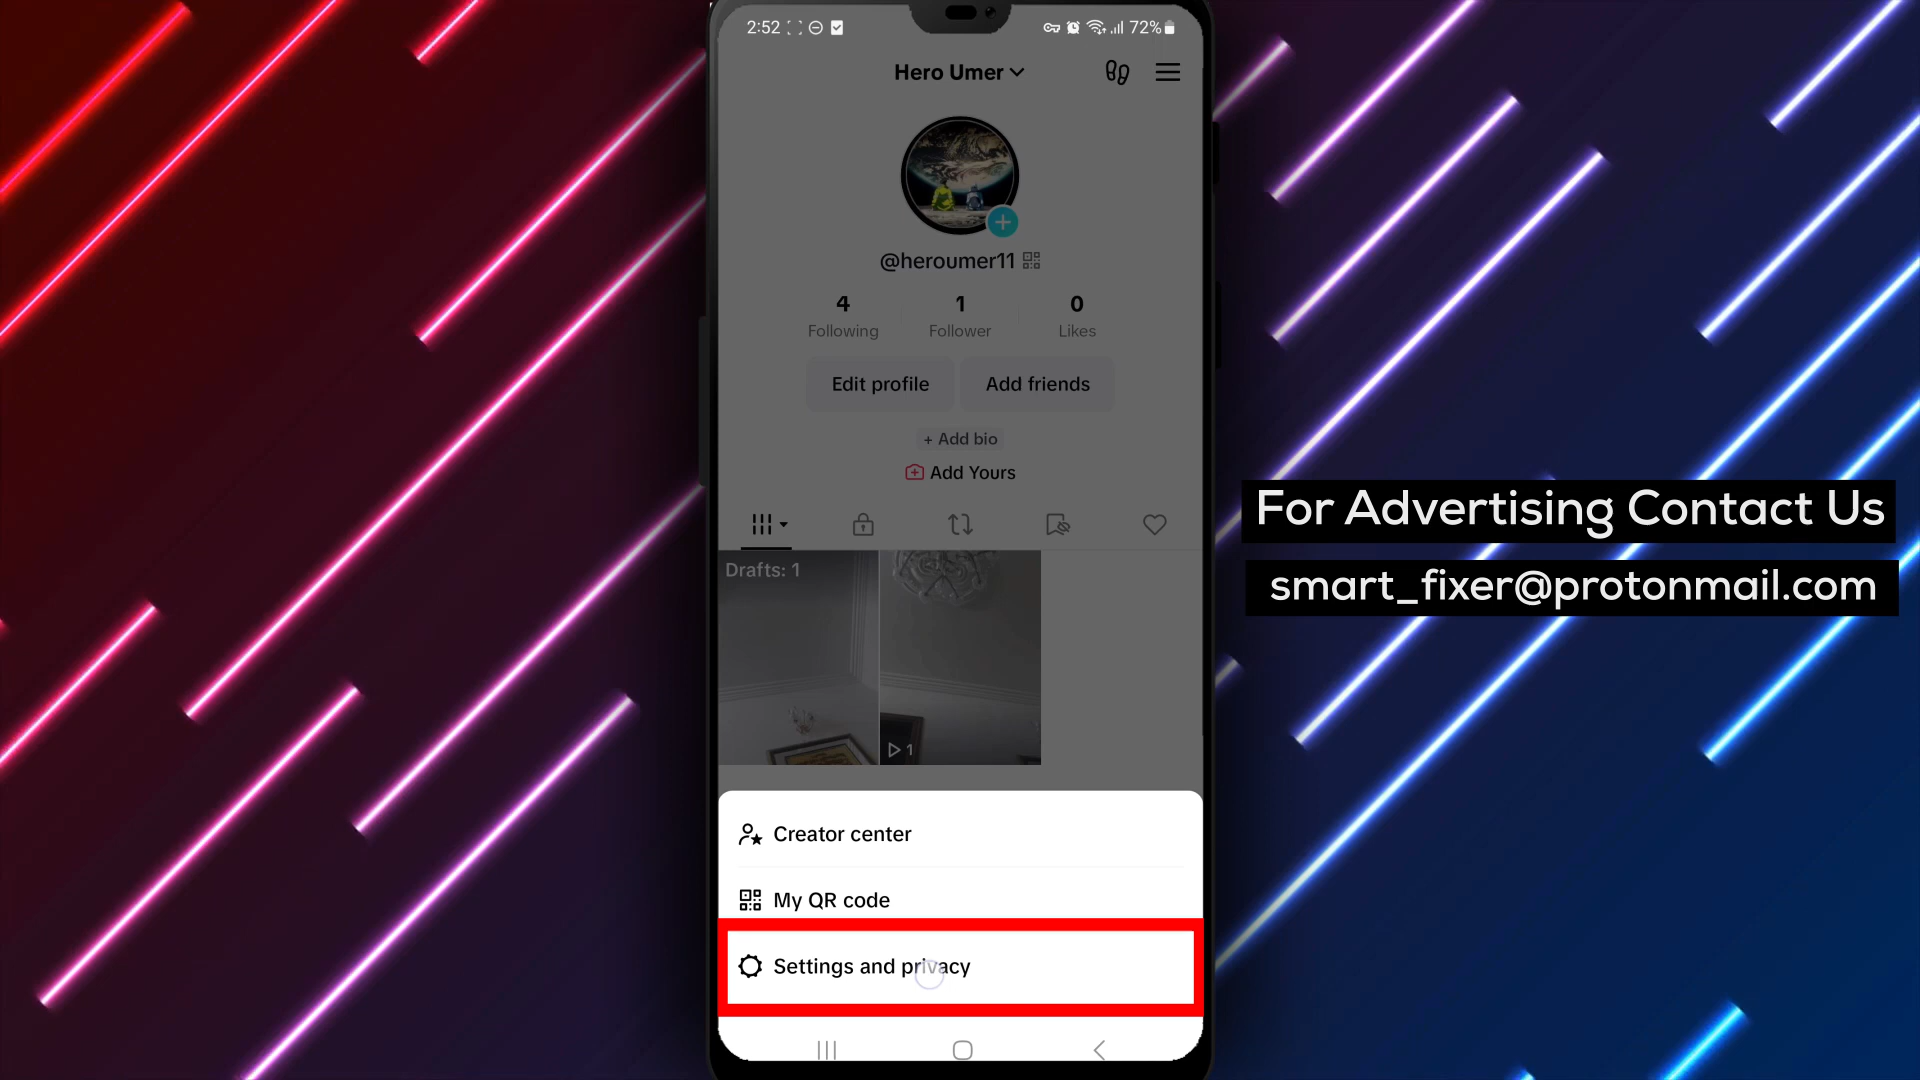 2:52
72%
Hero Umer
@heroumer11
4 1 0
Following Follower Likes
Edit profile Add friends
+ Add bio
Add Yours
Drafts: 1
1
Creator center
My QR code
Settings and privacy
For Advertising Contact Us
smart_fixer@protonmail.com